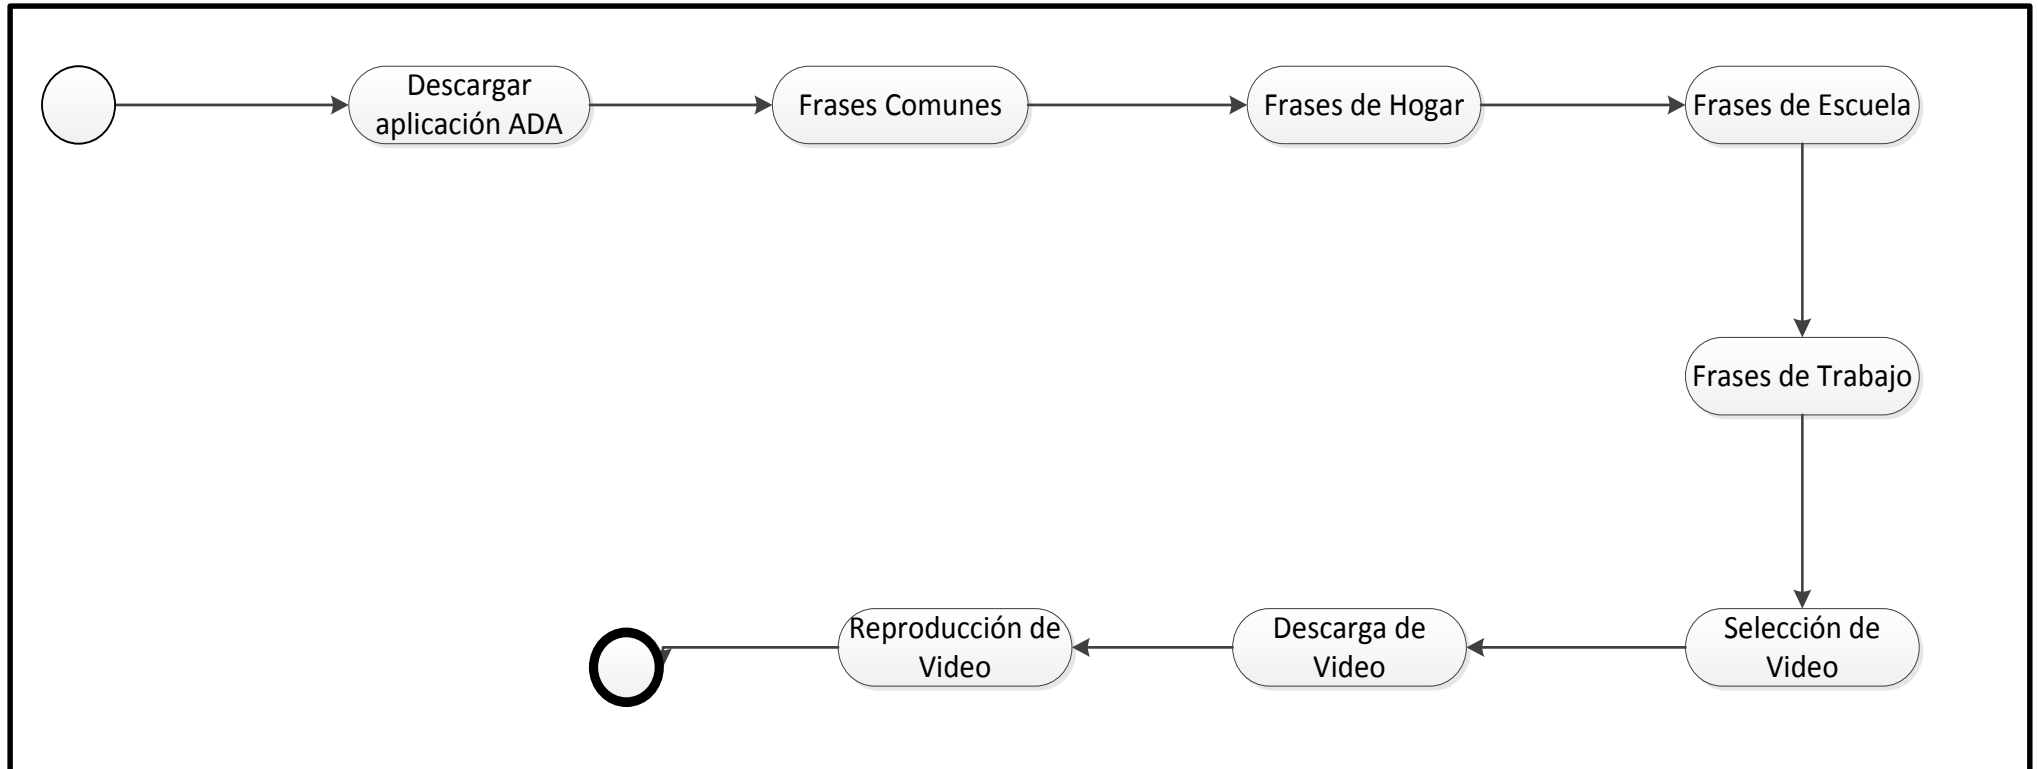 Descargar
aplicación ADA
Frases Comunes
Frases de Hogar
Frases de Escuela
Frases de Trabajo
Selección de
Video
Descarga de
Video
Reproducción de
Video